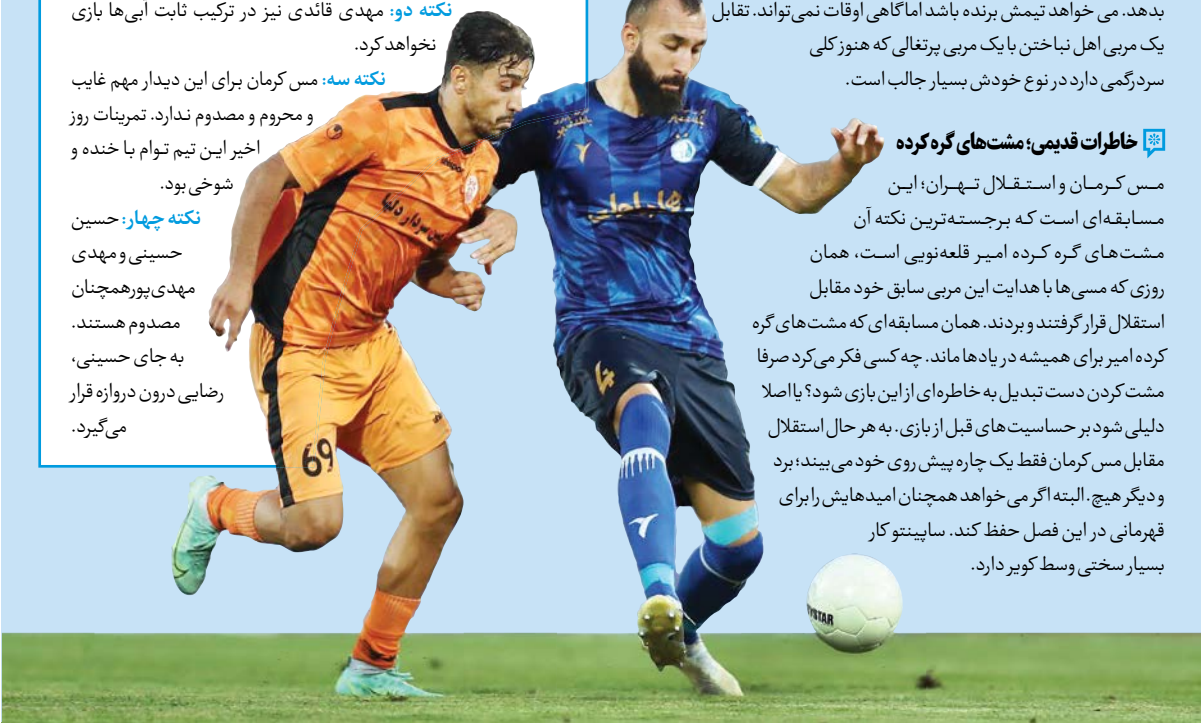 بدهد. می خواهد تیمش برنده باشد اما گاهی اوقات نمی‌تواند. تقابل
یک مربی اهل نباختن با یک مربی پرتغالی که هنوز کلی
سردرگمی دارد در نوع خودش بسیار جالب است.
خاطرات قدیمی؛ مشت‌های گره کرده
مس کرمان و استقلال تهران؛ این
مسابقه‌ای است که برجسته‌ترین نکته آن
مشت‌های گره کرده امیر قلعه‌نویی است، همان
روزی که مسی‌ها با هدایت این مربی سابق خود مقابل
استقلال قرار گرفتند و بردند. همان مسابقه‌ای که مشت‌های گره
کرده امیر برای همیشه در یادها ماند. چه کسی فکر می‌کرد صرفا
مشت کردن دست تبدیل به خاطره‌ای از این بازی شود؟ یا اصلا
دلیلی شود بر حساسیت‌های قبل از بازی. به هر حال استقلال
مقابل مس کرمان فقط یک چاره پیش روی خود می‌بیند؛ برد
و دیگر هیچ. البته اگر می‌خواهد همچنان امیدهایش را برای
قهرمانی در این فصل حفظ کند. ساپینتو کار
بسیار سختی وسط کویر دارد.
نکته دو: مهدی قائدی نیز در ترکیب ثابت آبی‌ها بازی
نخواهد کرد.
نکته سه: مس کرمان برای این دیدار مهم غایب
و محروم و مصدوم ندارد. تمرینات روز
اخیر این تیم توام با خنده و
شوخی بود.
نکته چهار: حسین
حسینی و مهدی
مهدی‌پور همچنان
مصدوم هستند.
به جای حسینی،
رضایی درون دروازه قرار
می‌گیرد.
سردار دلها
69
4